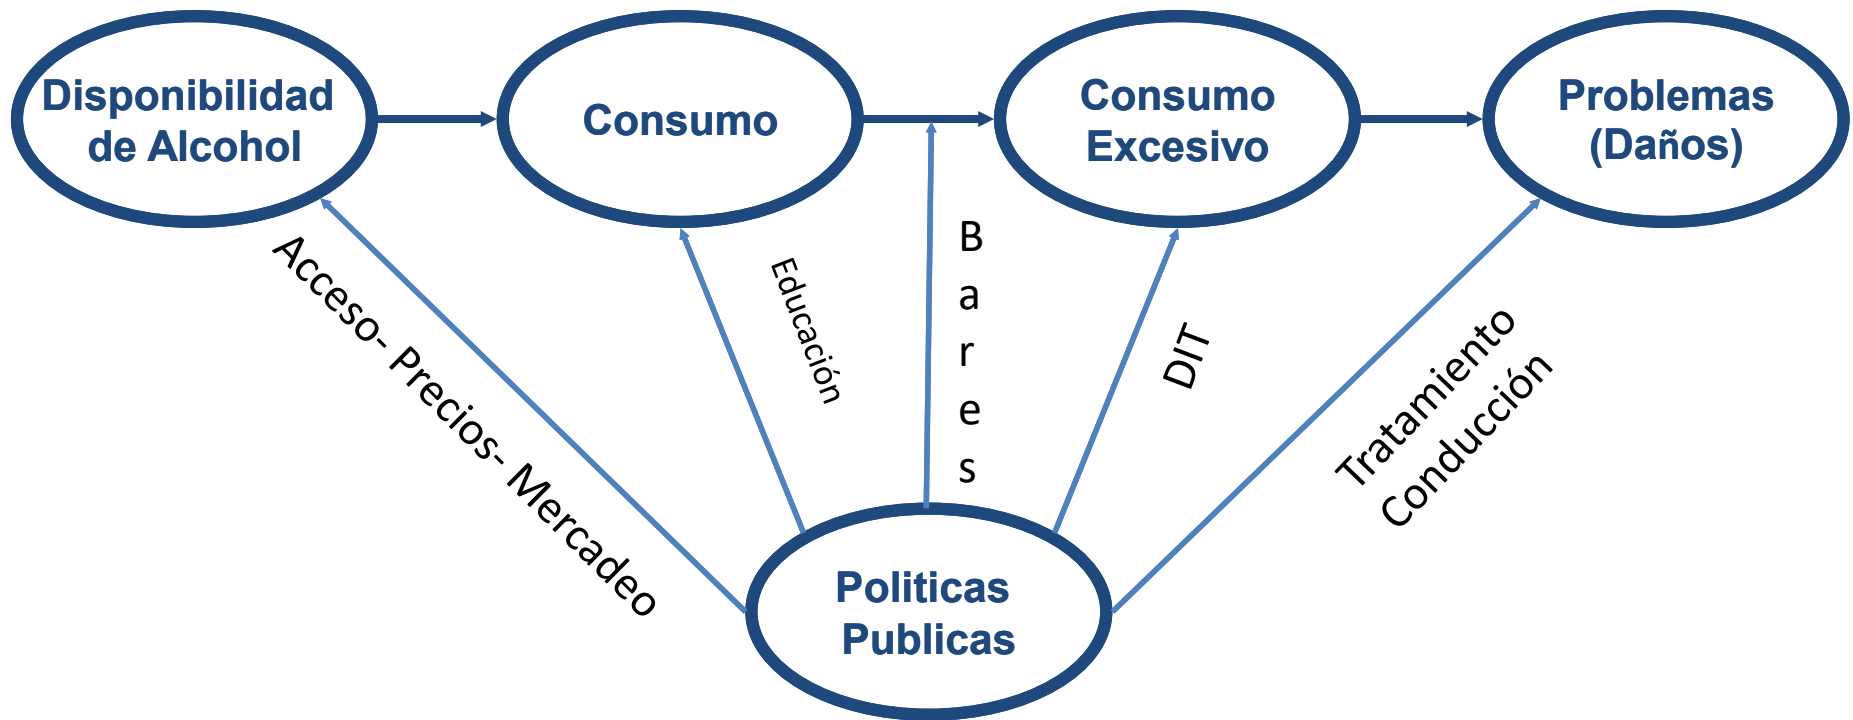 Disponibilidad
de Alcohol
Consumo
Consumo
Excesivo
Problemas
(Daños)
Acceso- Precios- Mercadeo
Educación
Bares
DIT
Tratamiento
Conducción
Politicas
Publicas